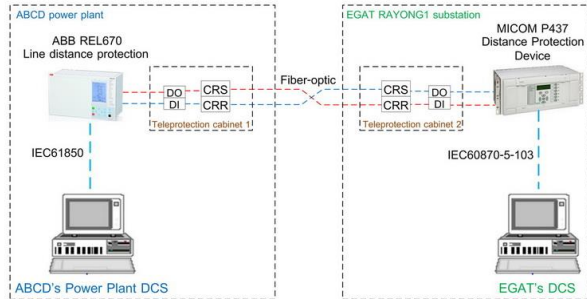 ABCD power plant
EGAT RAYONG1 substation
ABB REL670
Line distance protection
MICOM P437
Distance Protection
Device
DO
DI
CRS
CRR
Fiber-optic
CRS
CRR
DO
DI
Teleprotection cabinet 1
Teleprotection cabinet 2
IEC61850
IEC60870-5-103
ABCD's Power Plant DCS
EGAT's DCS